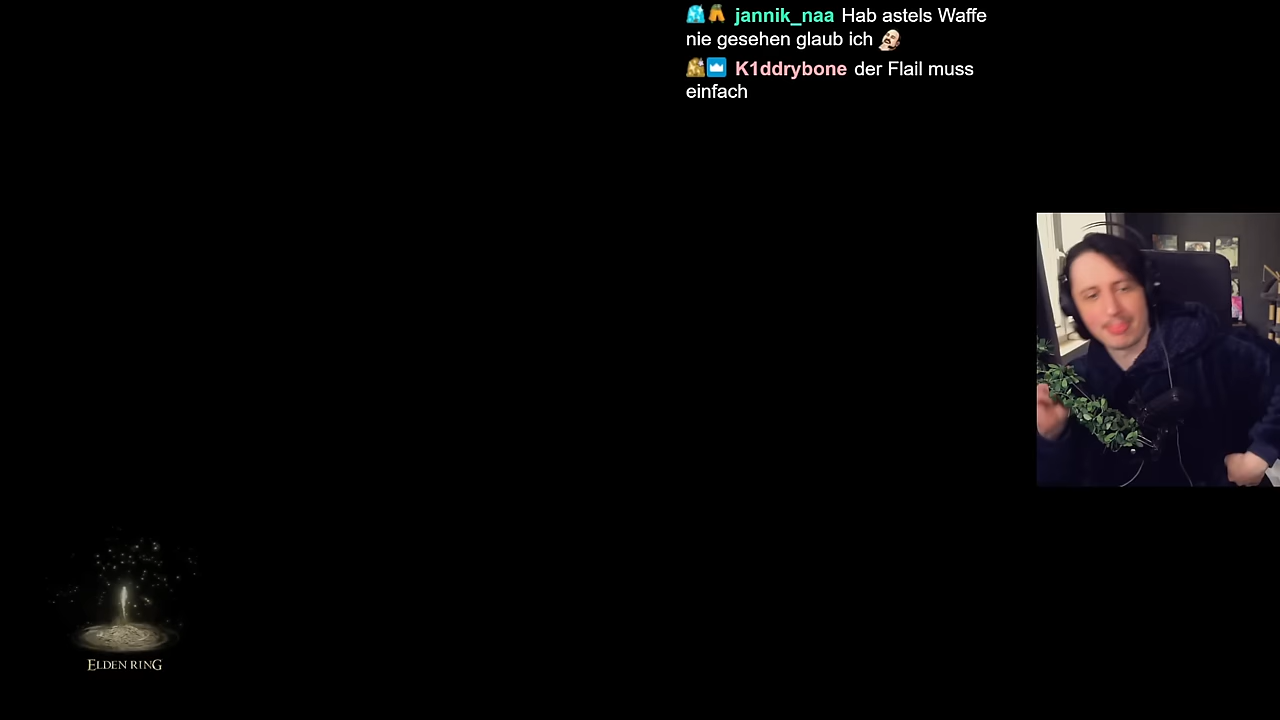 jannik_naa Hab astels Waffe
nie gesehen glaub ich
K1ddrybone der Flail muss
einfach
ELDEN RING